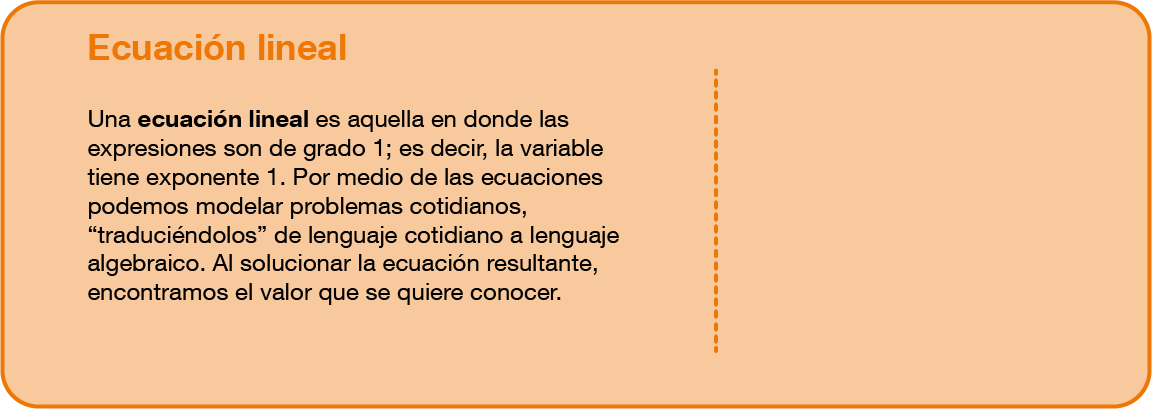 Ecuación lineal
Una ecuación lineal es aquella en donde las
expresiones son de grado 1; es decir, la variable
tiene exponente 1. Por medio de las ecuaciones
podemos modelar problemas cotidianos,
“traduciéndolos” de lenguaje cotidiano a lenguaje
algebraico. Al solucionar la ecuación resultante,
encontramos el valor que se quiere conocer.